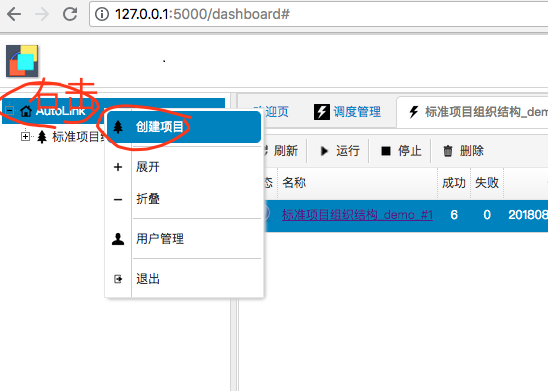 127.0.0.1:5000/dashboard#
右击
AutoLink
标准项目组
创建项目
展开
折叠
用户管理
退出
欢迎页 调度管理 标准项目组织结构_de
刷新 运行 停止 删除
态 名称 成功 失败
标准项目组织结构_demo_#1 6 0 201808